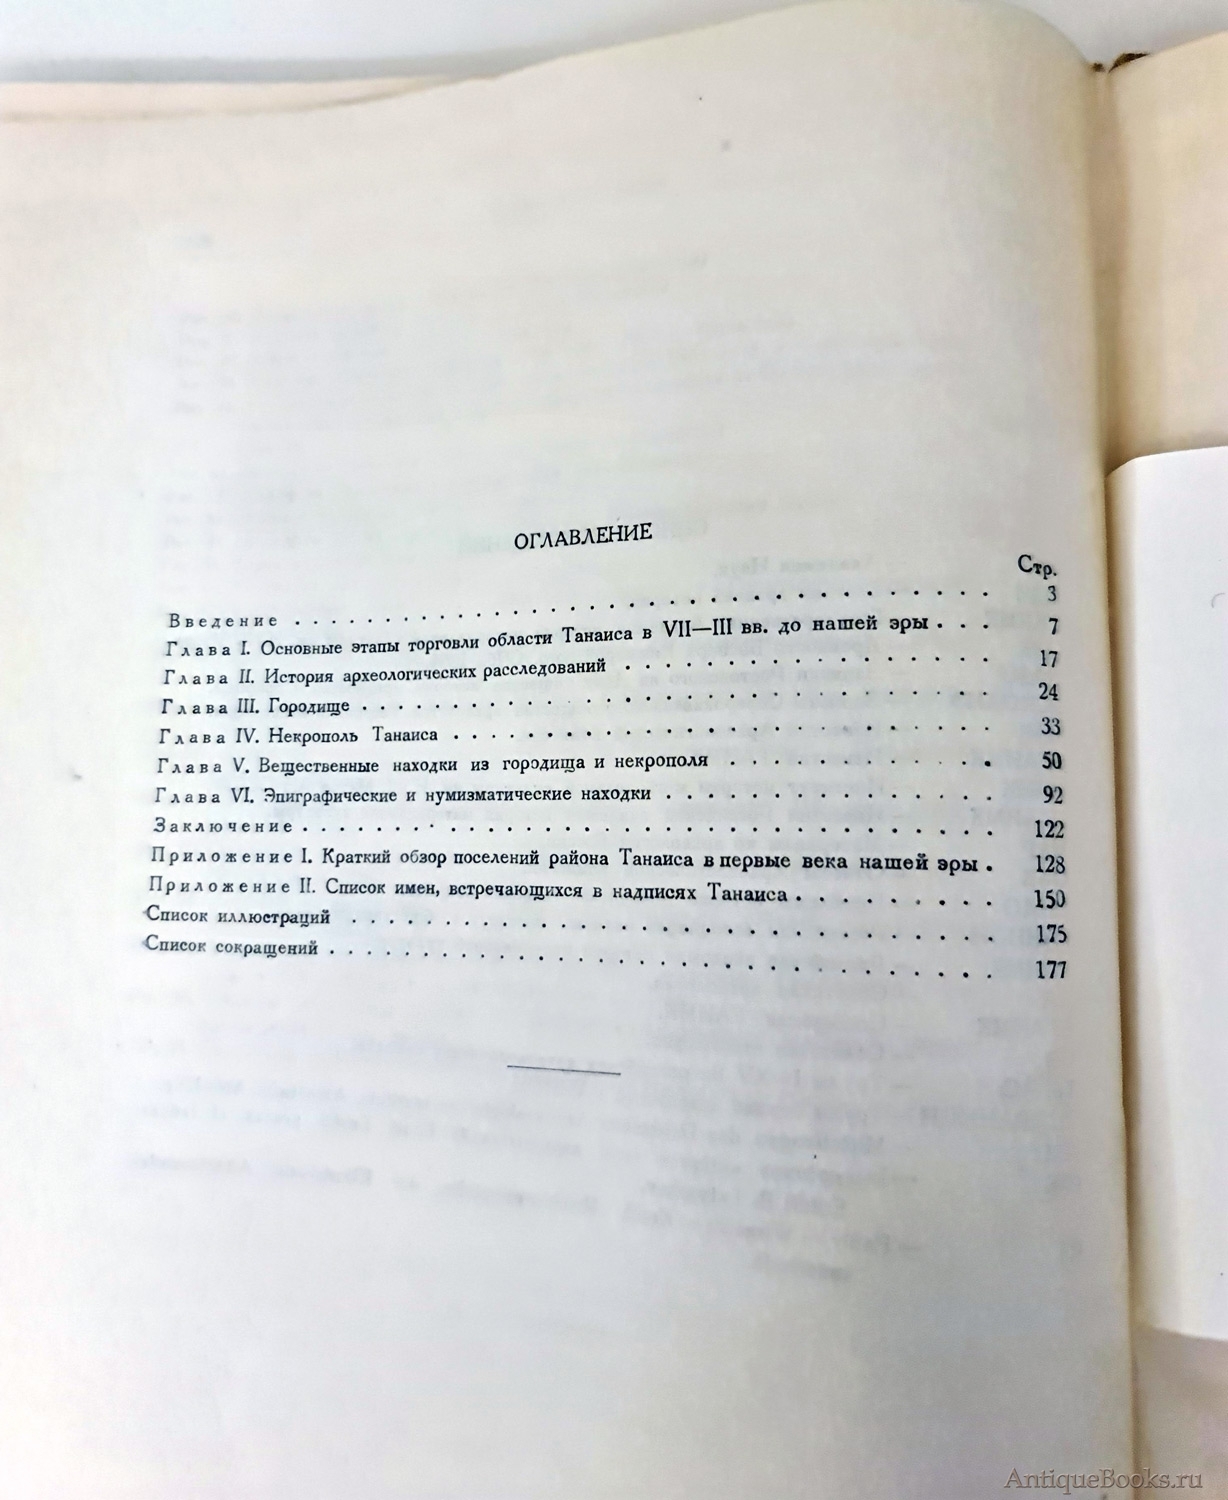 ОГЛАВЛЕНИЕ
Стр.
Введение . . . . . . . . . . . . . . . . . . . . . . . . . . . . . . 3
Глава I. Основные этапы торговли области Танаиса в VII—III вв. до нашей эры . . . 7
Глава II. История археологических расследований . . . . . . . . . . . . . . . 17
Глава III. Городище . . . . . . . . . . . . . . . . . . . . . . . . . . 24
Глава IV. Некрополь Танаиса . . . . . . . . . . . . . . . . . . . . . . 33
Глава V. Вещественные находки из городища и некрополя . . . . . . . . . . . 50
Глава VI. Эпиграфические и нумизматические находки . . . . . . . . . . . . . 92
Заключение . . . . . . . . . . . . . . . . . . . . . . . . . . . . . 122
Приложение I. Краткий обзор поселений района Танаиса в первые века нашей эры . 128
Приложение II. Список имен, встречающихся в надписях Танаиса . . . . . . . . . 150
Список иллюстраций . . . . . . . . . . . . . . . . . . . . . . . . . . 175
Список сокращений . . . . . . . . . . . . . . . . . . . . . . . . . . . 177
AntiqueBooks.ru